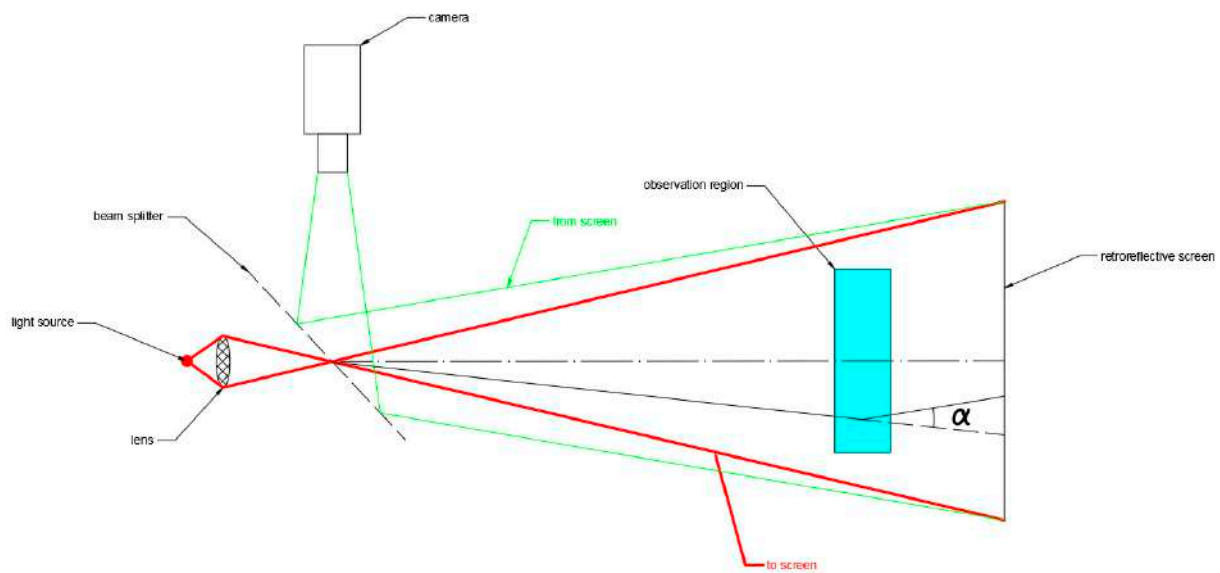 camera
observation region
beam splitter
from screen
retroreflective screen
light source
α
lens
to screen